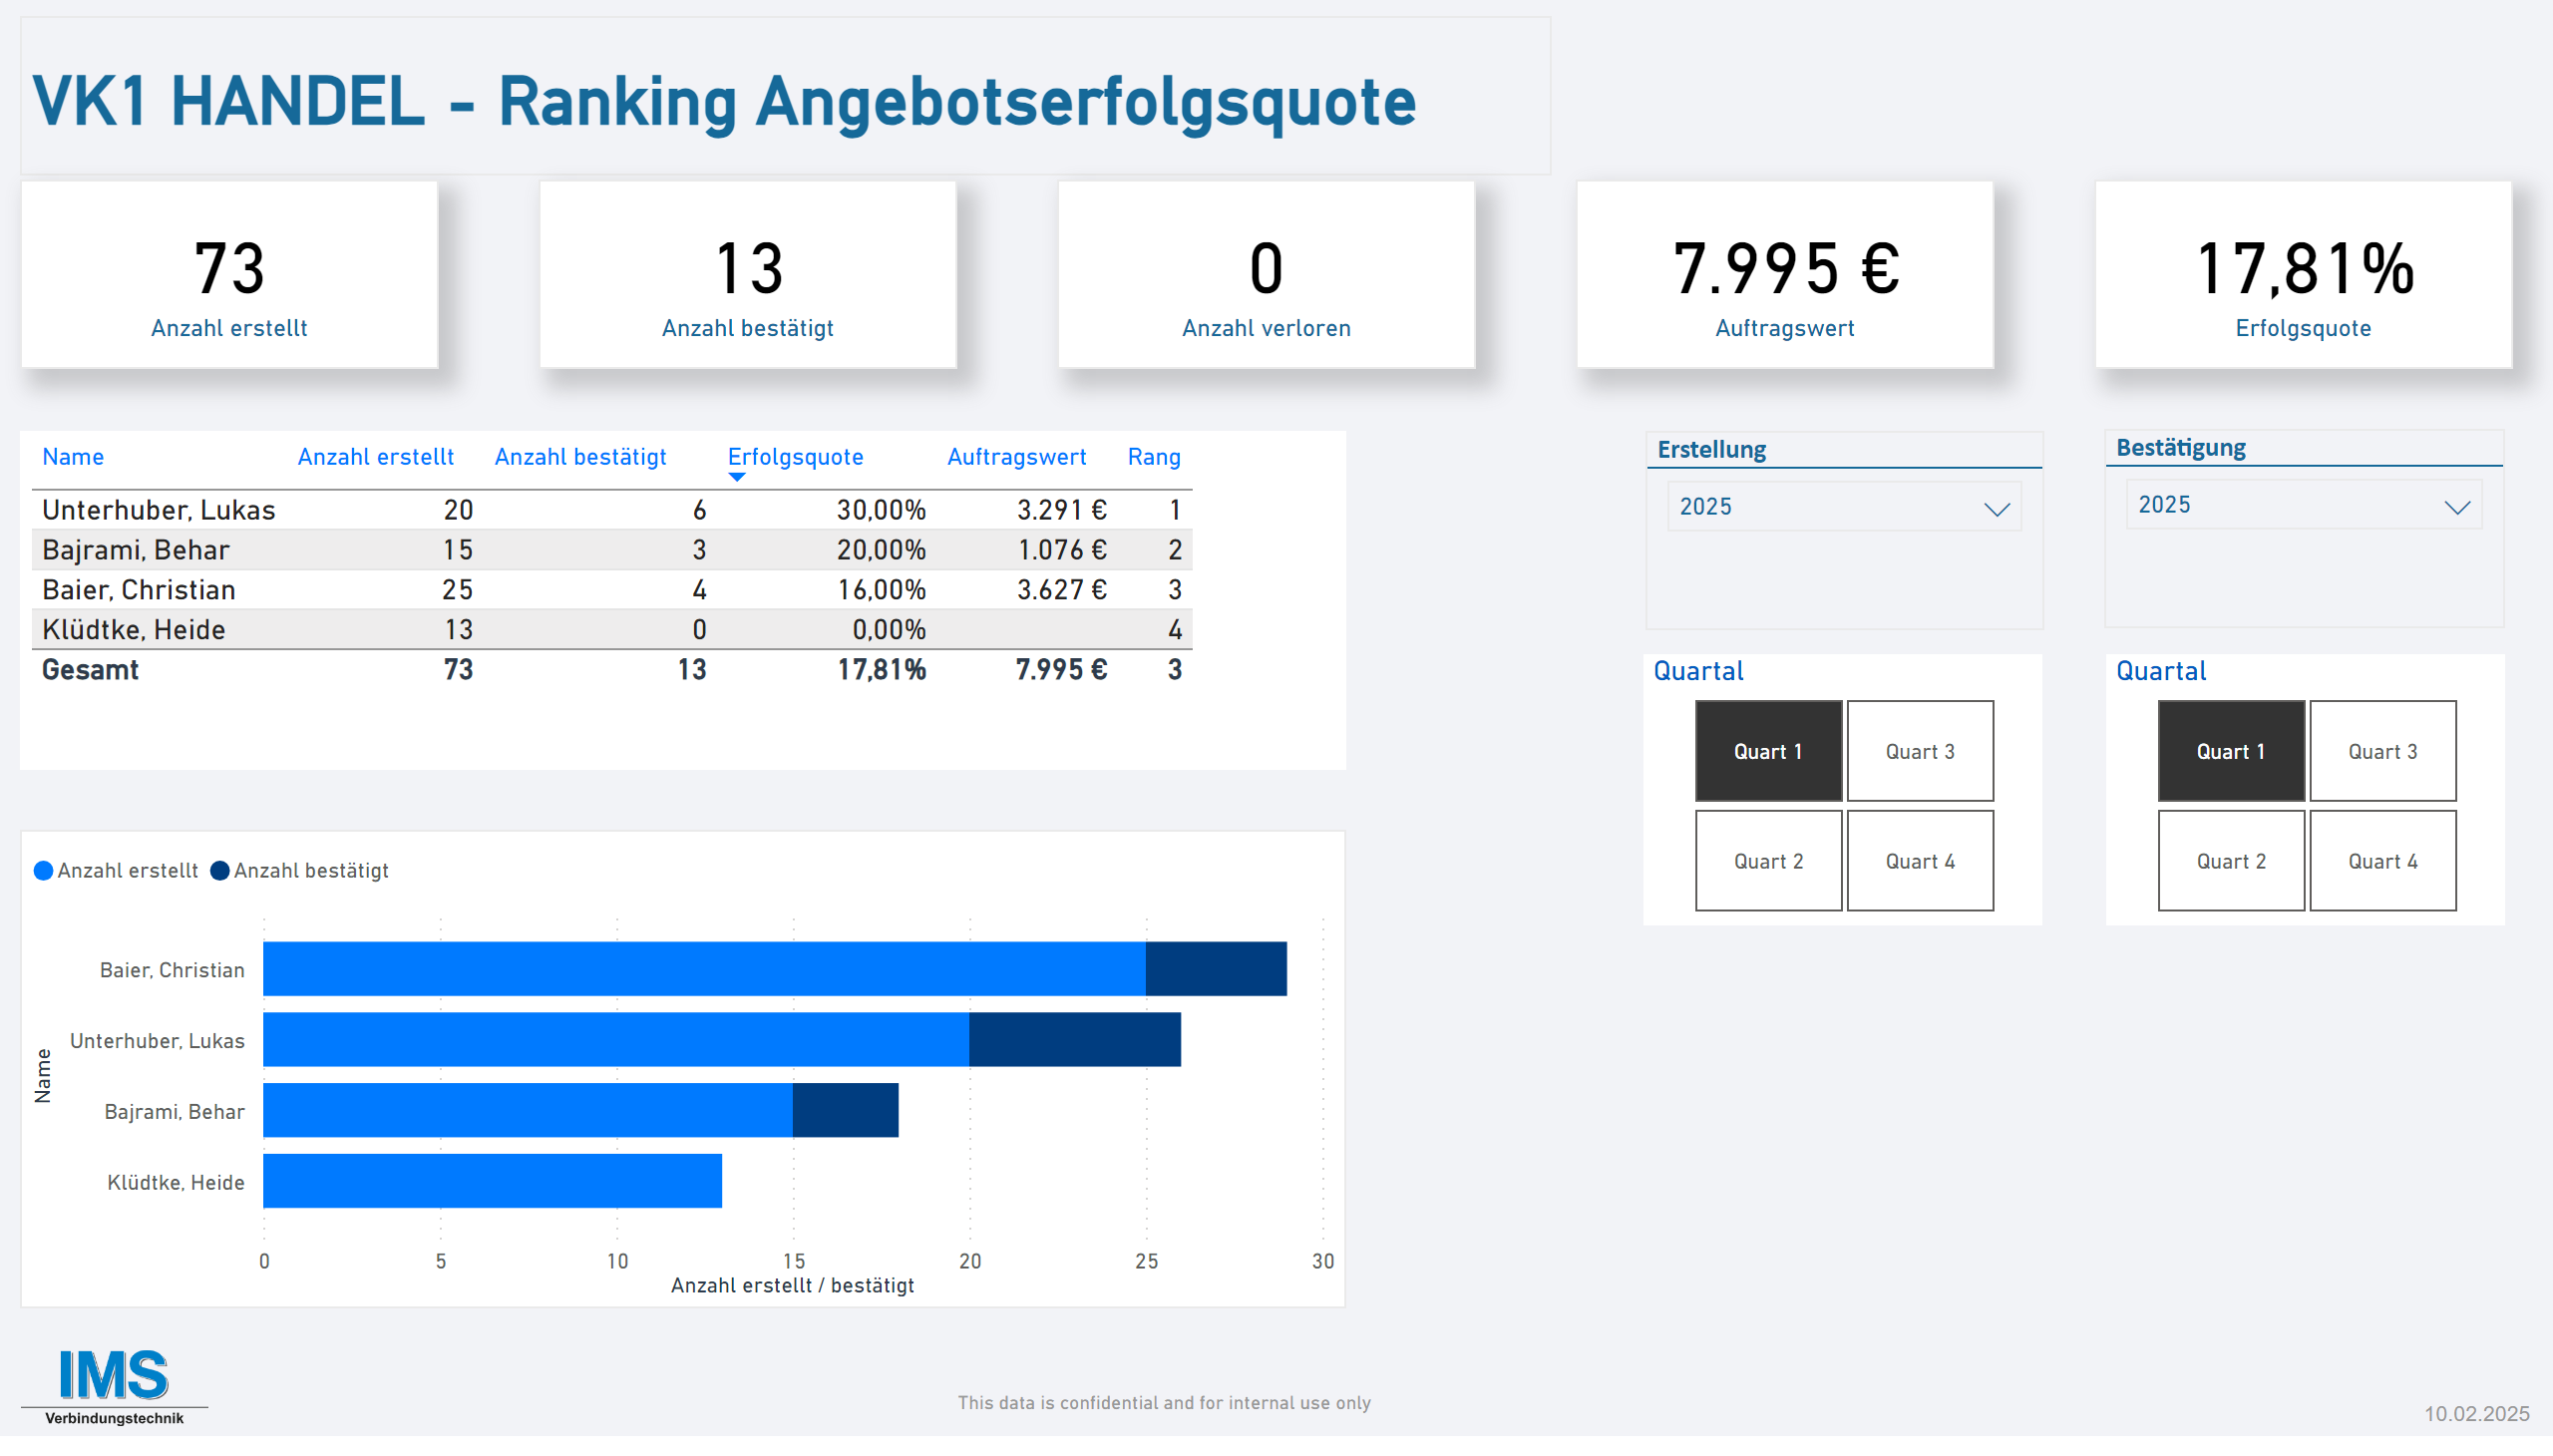 VK1 HANDEL - Ranking Angebotserfolgsquote
73
Anzahl erstellt
13
Anzahl bestätigt
0
Anzahl verloren
7.995 €
Auftragswert
17,81%
Erfolgsquote
Name Anzahl erstellt Anzahl bestätigt Erfolgsquote Auftragswert Rang
Unterhuber, Lukas 20 6 30,00% 3.291 € 1
Bajrami, Behar 15 3 20,00% 1.076 € 2
Baier, Christian 25 4 16,00% 3.627 € 3
Klüdtke, Heide 13 0 0,00% 4
Gesamt 73 13 17,81% 7.995 € 3
Erstellung
2025
Bestätigung
2025
Quartal
Quart 1 Quart 3
Quart 2 Quart 4
Quartal
Quart 1 Quart 3
Quart 2 Quart 4
Anzahl erstellt Anzahl bestätigt
Name
Baier, Christian
Unterhuber, Lukas
Bajrami, Behar
Klüdtke, Heide
0 5 10 15 20 25 30
Anzahl erstellt / bestätigt
IMS
Verbindungstechnik
This data is confidential and for internal use only
10.02.2025